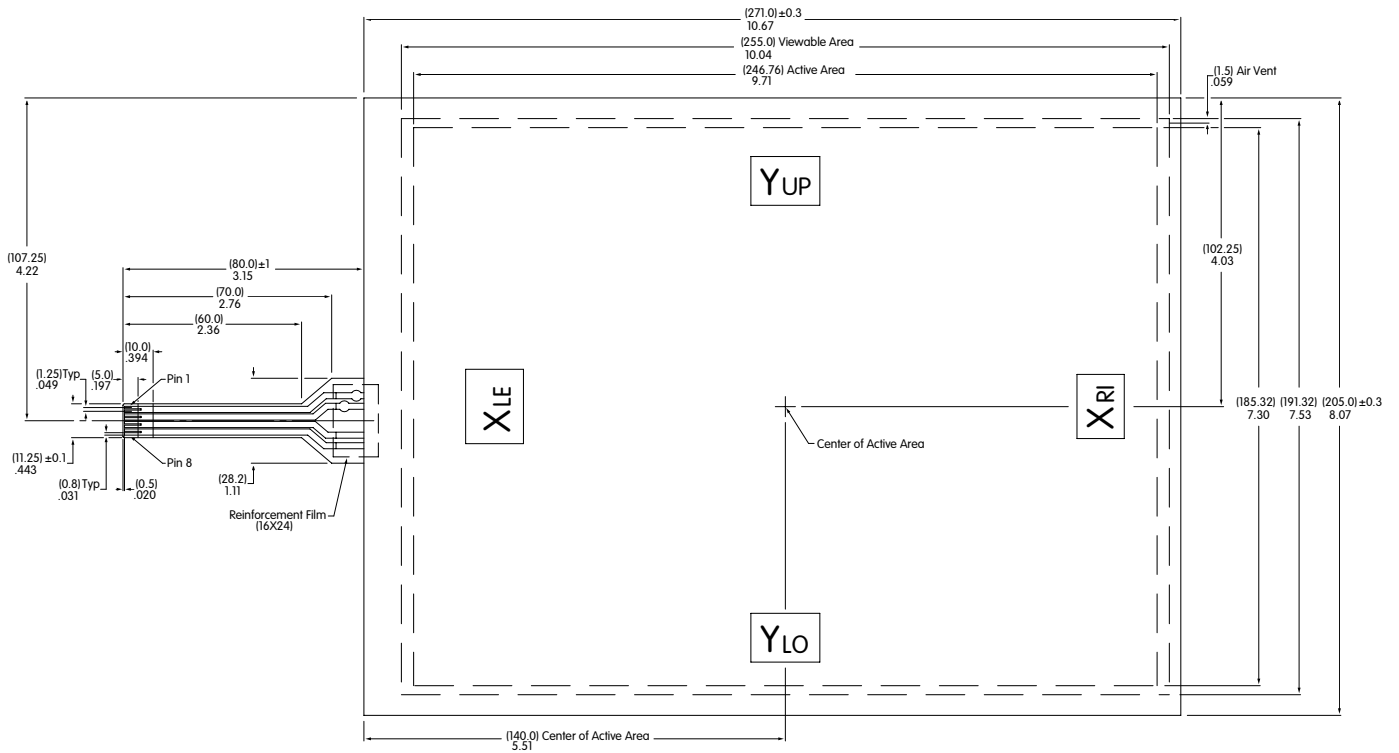 (271.0)±0.3
10.67
(255.0) Viewable Area
10.04
(246.76) Active Area
9.71
(1.5) Air Vent
.059
YUP
(107.25)
4.22
(102.25)
4.03
(80.0)±1
3.15
(70.0)
2.76
(60.0)
2.36
(10.0)
.394
(1.25)Typ
.049
(5.0)
.197
Pin 1
XLE
XRI
(185.32)
7.30
(191.32)
7.53
(205.0)±0.3
8.07
Center of Active Area
(11.25) ±0.1
.443
Pin 8
(0.8)Typ
.031
(0.5)
.020
(28.2)
1.11
Reinforcement Film
(16X24)
YLO
(140.0) Center of Active Area
5.51